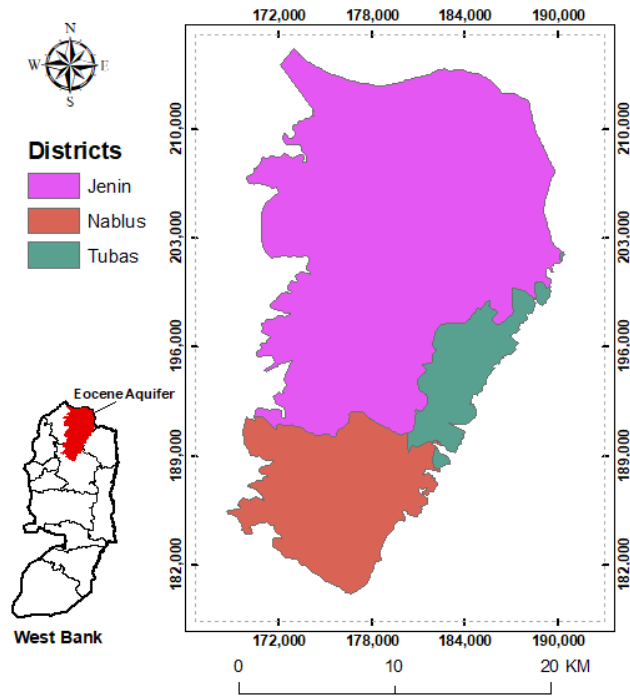 172,000 178,000 184,000 190,000
N
W E
S
Districts
Jenin
Nablus
Tubas
210,000 210,000
203,000 203,000
196,000 196,000
189,000 189,000
182,000 182,000
Eocene Aquifer
West Bank
172,000 178,000 184,000 190,000
0 10 20 KM